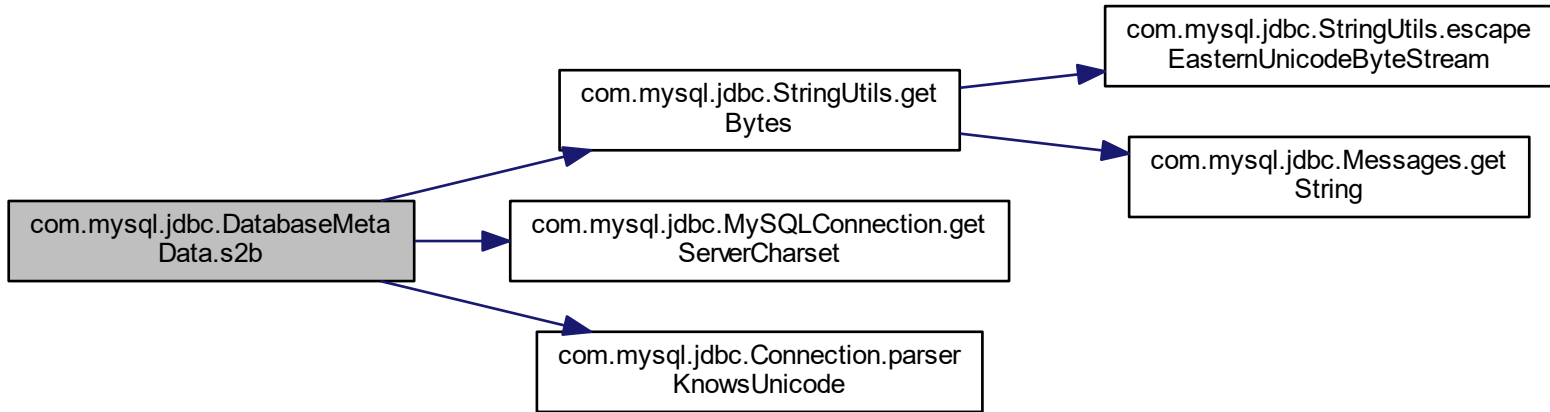 com.mysql.jdbc.DatabaseMeta
Data.s2b
com.mysql.jdbc.StringUtils.get
Bytes
com.mysql.jdbc.StringUtils.escape
EasternUnicodeByteStream
com.mysql.jdbc.Messages.get
String
com.mysql.jdbc.MySQLConnection.get
ServerCharset
com.mysql.jdbc.Connection.parser
KnowsUnicode